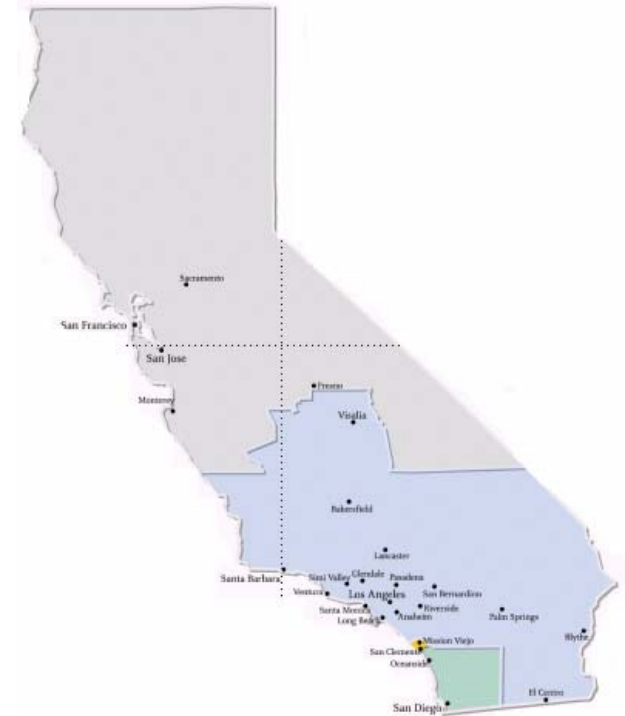 Sacramento
San Francisco
San Jose
Fresno
Monterey
Visalia
Bakersfield
Lancaster
Santa Barbara
Simi Valley
Glendale
Pasadena
Ventura
Los Angeles
San Bernardino
Santa Monica
Riverside
Long Beach
Anaheim
Palm Springs
Mission Viejo
Blythe
San Clemente
Oceanside
El Centro
San Diego